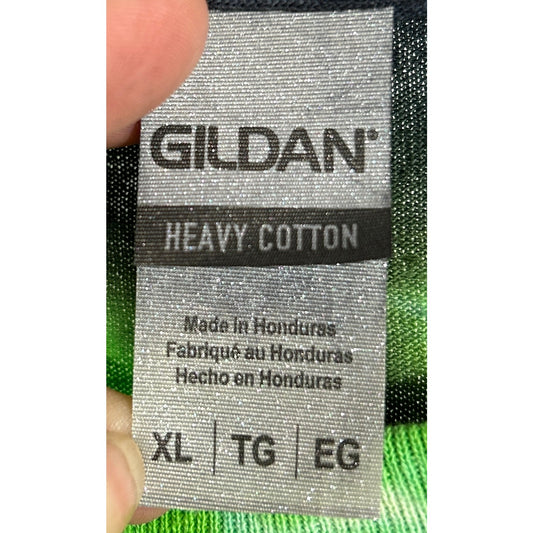 GILDAN®
HEAVY COTTON
Made in Honduras
Fabriqué au Honduras
Hecho en Honduras
XL | TG | EG